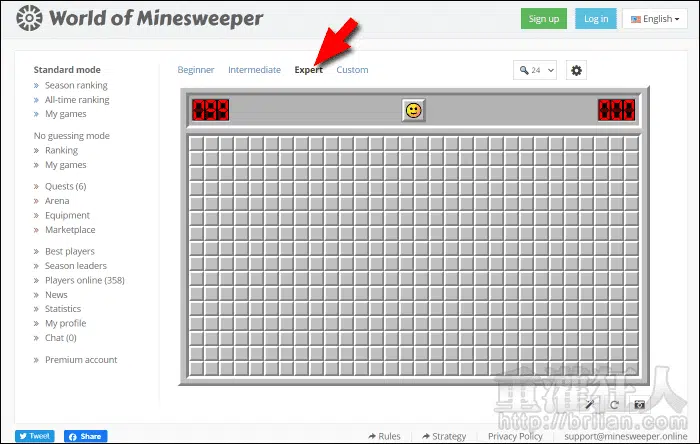 World of Minesweeper
Sign up
Log in
English
Standard mode
Season ranking
All-time ranking
My games
No guessing mode
Ranking
My games
Quests (6)
Arena
Equipment
Marketplace
Best players
Season leaders
Players online (358)
News
Statistics
My profile
Chat (0)
Premium account
Beginner Intermediate Expert Custom
24
099
000
重灌狂人
http://briian.com
Tweet
Share
Rules
Strategy
Privacy Policy
support@minesweeper.online